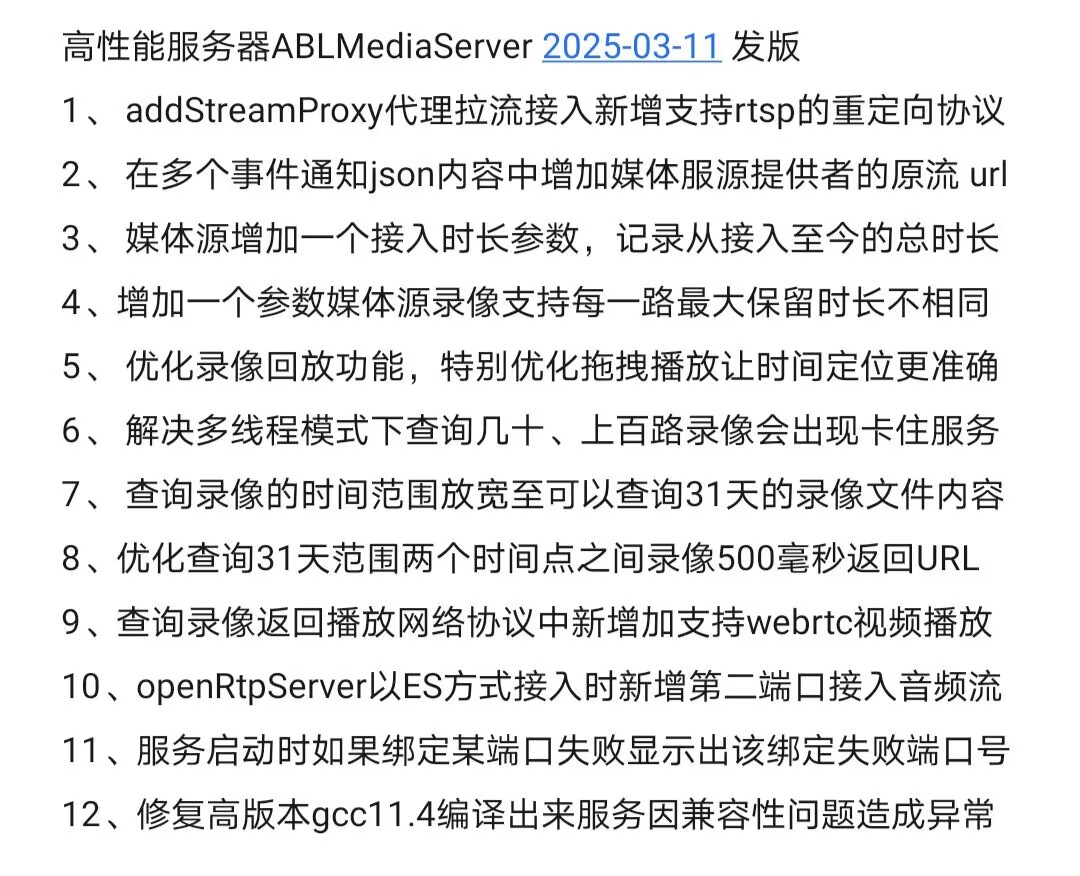 高性能服务器ABLMediaServer 2025-03-11 发版
1、 addStreamProxy代理拉流接入新增支持rtsp的重定向协议
2、 在多个事件通知json内容中增加媒体服源提供者的原流 url
3、 媒体源增加一个接入时长参数，记录从接入至今的总时长
4、增加一个参数媒体源录像支持每一路最大保留时长不相同
5、 优化录像回放功能，特别优化拖拽播放让时间定位更准确
6、 解决多线程模式下查询几十、上百路录像会出现卡住服务
7、 查询录像的时间范围放宽至可以查询31天的录像文件内容
8、优化查询31天范围两个时间点之间录像500毫秒返回URL
9、查询录像返回播放网络协议中新增加支持webrtc视频播放
10、openRtpServer以ES方式接入时新增第二端口接入音频流
11、服务启动时如果绑定某端口失败显示出该绑定失败端口号
12、修复高版本gcc11.4编译出来服务因兼容性问题造成异常